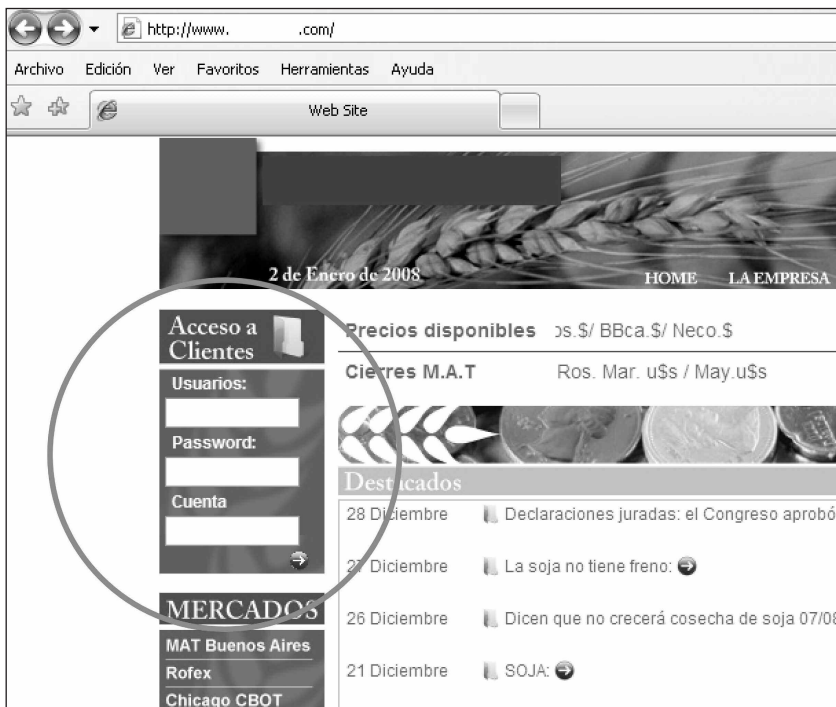 http://www. .com/
Archivo Edición Ver Favoritos Herramientas Ayuda
Web Site
2 de Enero de 2008
HOME LA EMPRESA
Acceso a
Clientes
Usuarios:
Password:
Cuenta
Precios disponibles os.$/ BBca.$/ Neco.$
Cierres M.A.T Ros. Mar. u$s / May.u$s
Destacados
28 Diciembre Declaraciones juradas: el Congreso aprobó
27 Diciembre La soja no tiene freno:
26 Diciembre Dicen que no crecerá cosecha de soja 07/08
21 Diciembre SOJA:
MERCADOS
MAT Buenos Aires
Rofex
Chicago CBOT